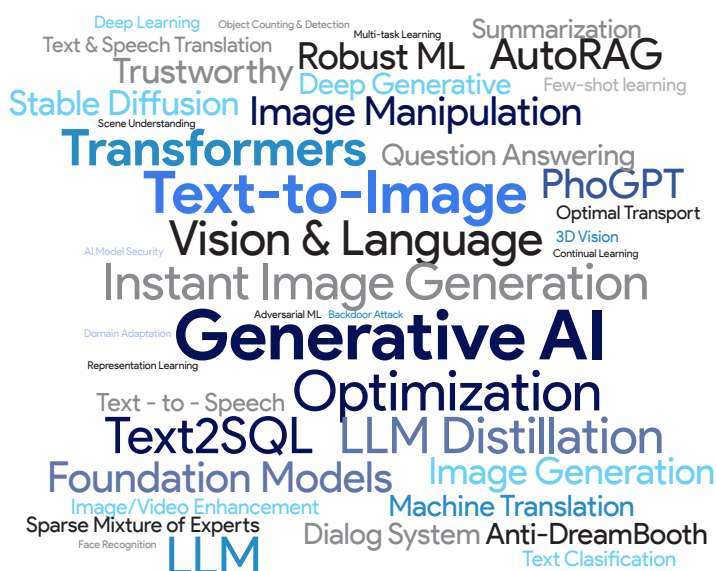 Deep Learning
Object Counting & Detection
Multi-task Learning
Summarization
Text & Speech Translation
Robust ML
AutoRAG
Trustworthy
Deep Generative
Few-shot learning
Stable Diffusion
Image Manipulation
Scene Understanding
Transformers
Question Answering
Text-to-Image
PhoGPT
Optimal Transport
Vision & Language
3D Vision
AI Model Security
Continual Learning
Instant Image Generation
Adversarial ML
Backdoor Attack
Domain Adaptation
Generative AI
Representation Learning
Text - to - Speech
Optimization
Text2SQL
LLM Distillation
Foundation Models
Image Generation
Image/Video Enhancement
Machine Translation
Sparse Mixture of Experts
Dialog System
Anti-DreamBooth
Face Recognition
LLM
Text Clasification